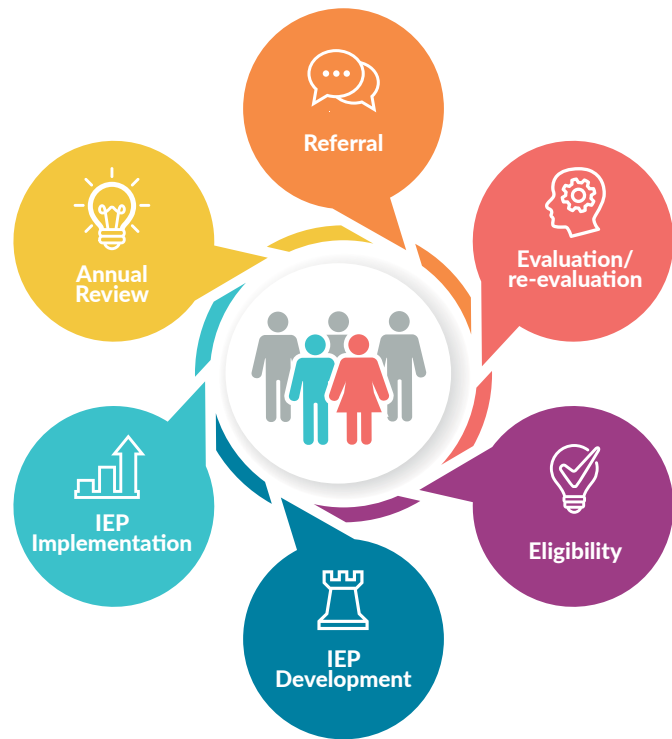 Referral
Evaluation/
re-evaluation
Eligibility
IEP
Development
IEP
Implementation
Annual
Review